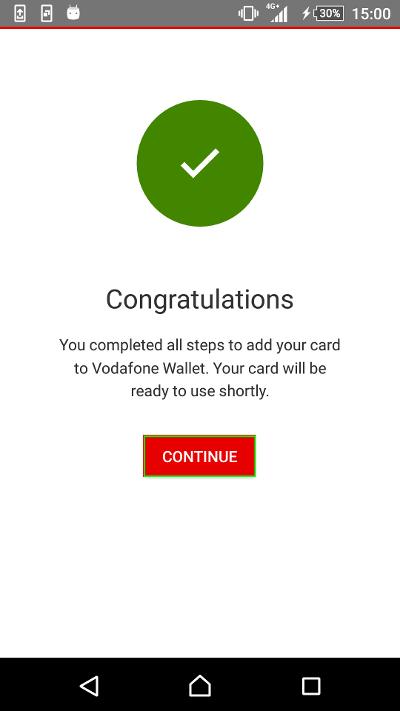 4G+ 30% 15:00
Congratulations
You completed all steps to add your card
to Vodafone Wallet. Your card will be
ready to use shortly.
CONTINUE